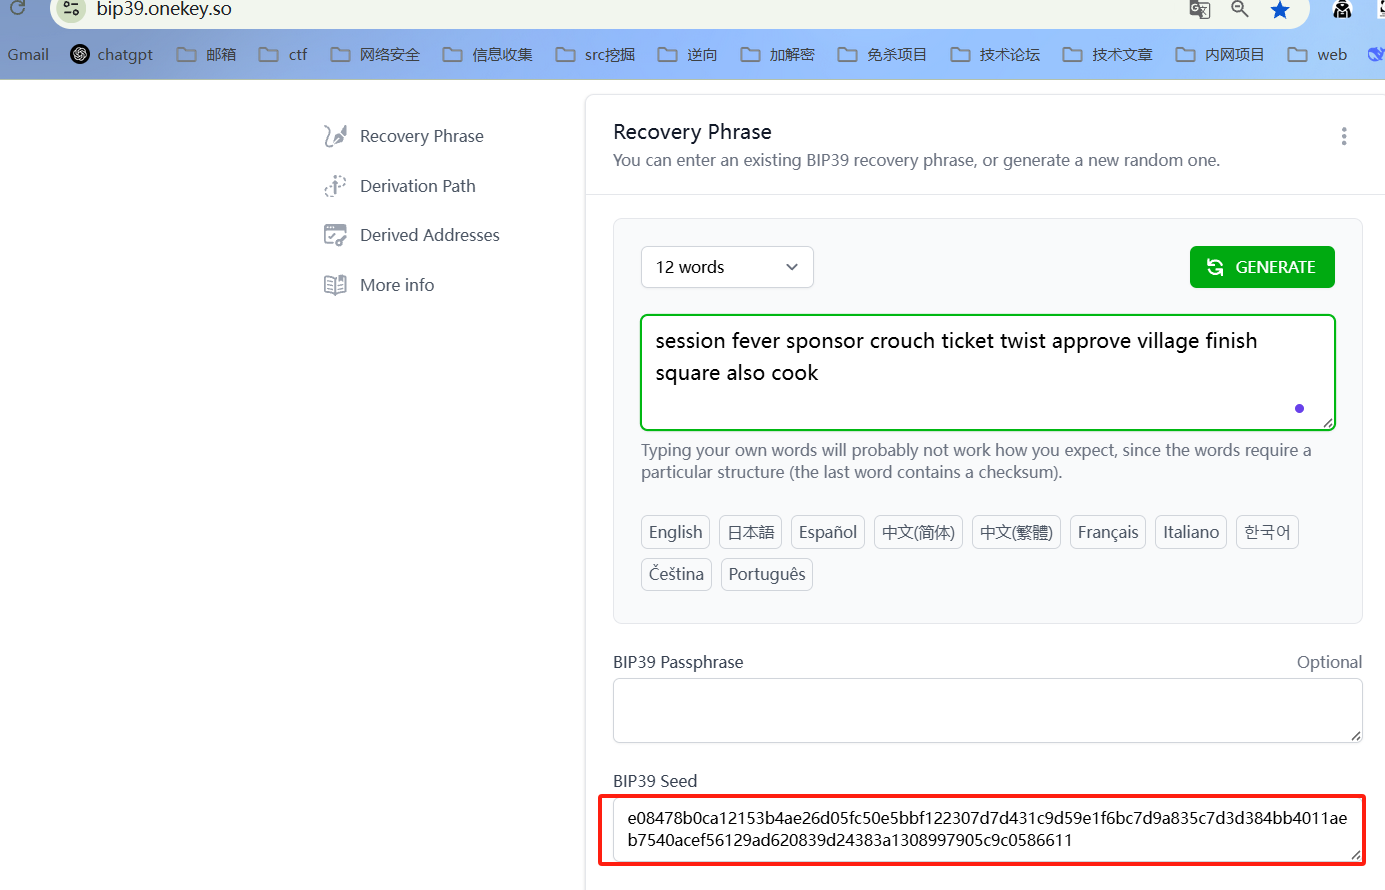 bip39.onekey.so
Gmail chatgpt 邮箱 ctf 网络安全 信息收集 src挖掘 逆向 加解密 免杀项目 技术论坛 技术文章 内网项目 web
Recovery Phrase
Derivation Path
Derived Addresses
More info
Recovery Phrase
You can enter an existing BIP39 recovery phrase, or generate a new random one.
12 words
GENERATE
session fever sponsor crouch ticket twist approve village finish
square also cook
Typing your own words will probably not work how you expect, since the words require a
particular structure (the last word contains a checksum).
English 日本語 Español 中文(简体) 中文(繁體) Français Italiano 한국어
Čeština Português
BIP39 Passphrase
Optional
BIP39 Seed
e08478b0ca12153b4ae26d05fc50e5bbf122307d7d431c9d59e1f6bc7d9a835c7d3d384bb4011ae
b7540acef56129ad620839d24383a1308997905c9c0586611